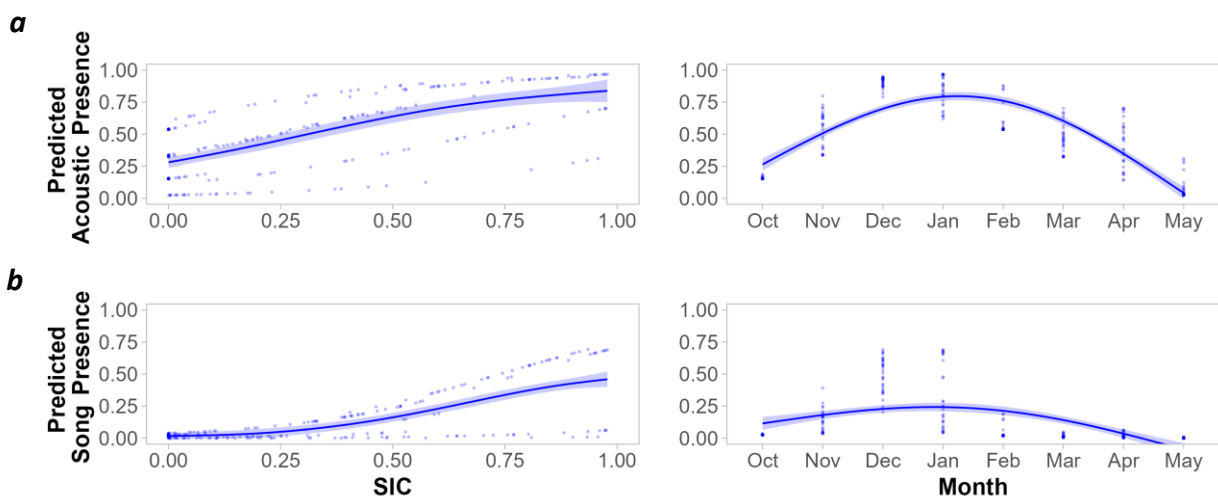 a
Predicted
Acoustic Presence
1.00
0.75
0.50
0.25
0.00
0.00 0.25 0.50 0.75 1.00
1.00
0.75
0.50
0.25
0.00
Oct Nov Dec Jan Feb Mar Apr May
b
Predicted
Song Presence
1.00
0.75
0.50
0.25
0.00
0.00 0.25 0.50 0.75 1.00
SIC
1.00
0.75
0.50
0.25
0.00
Oct Nov Dec Jan Feb Mar Apr May
Month